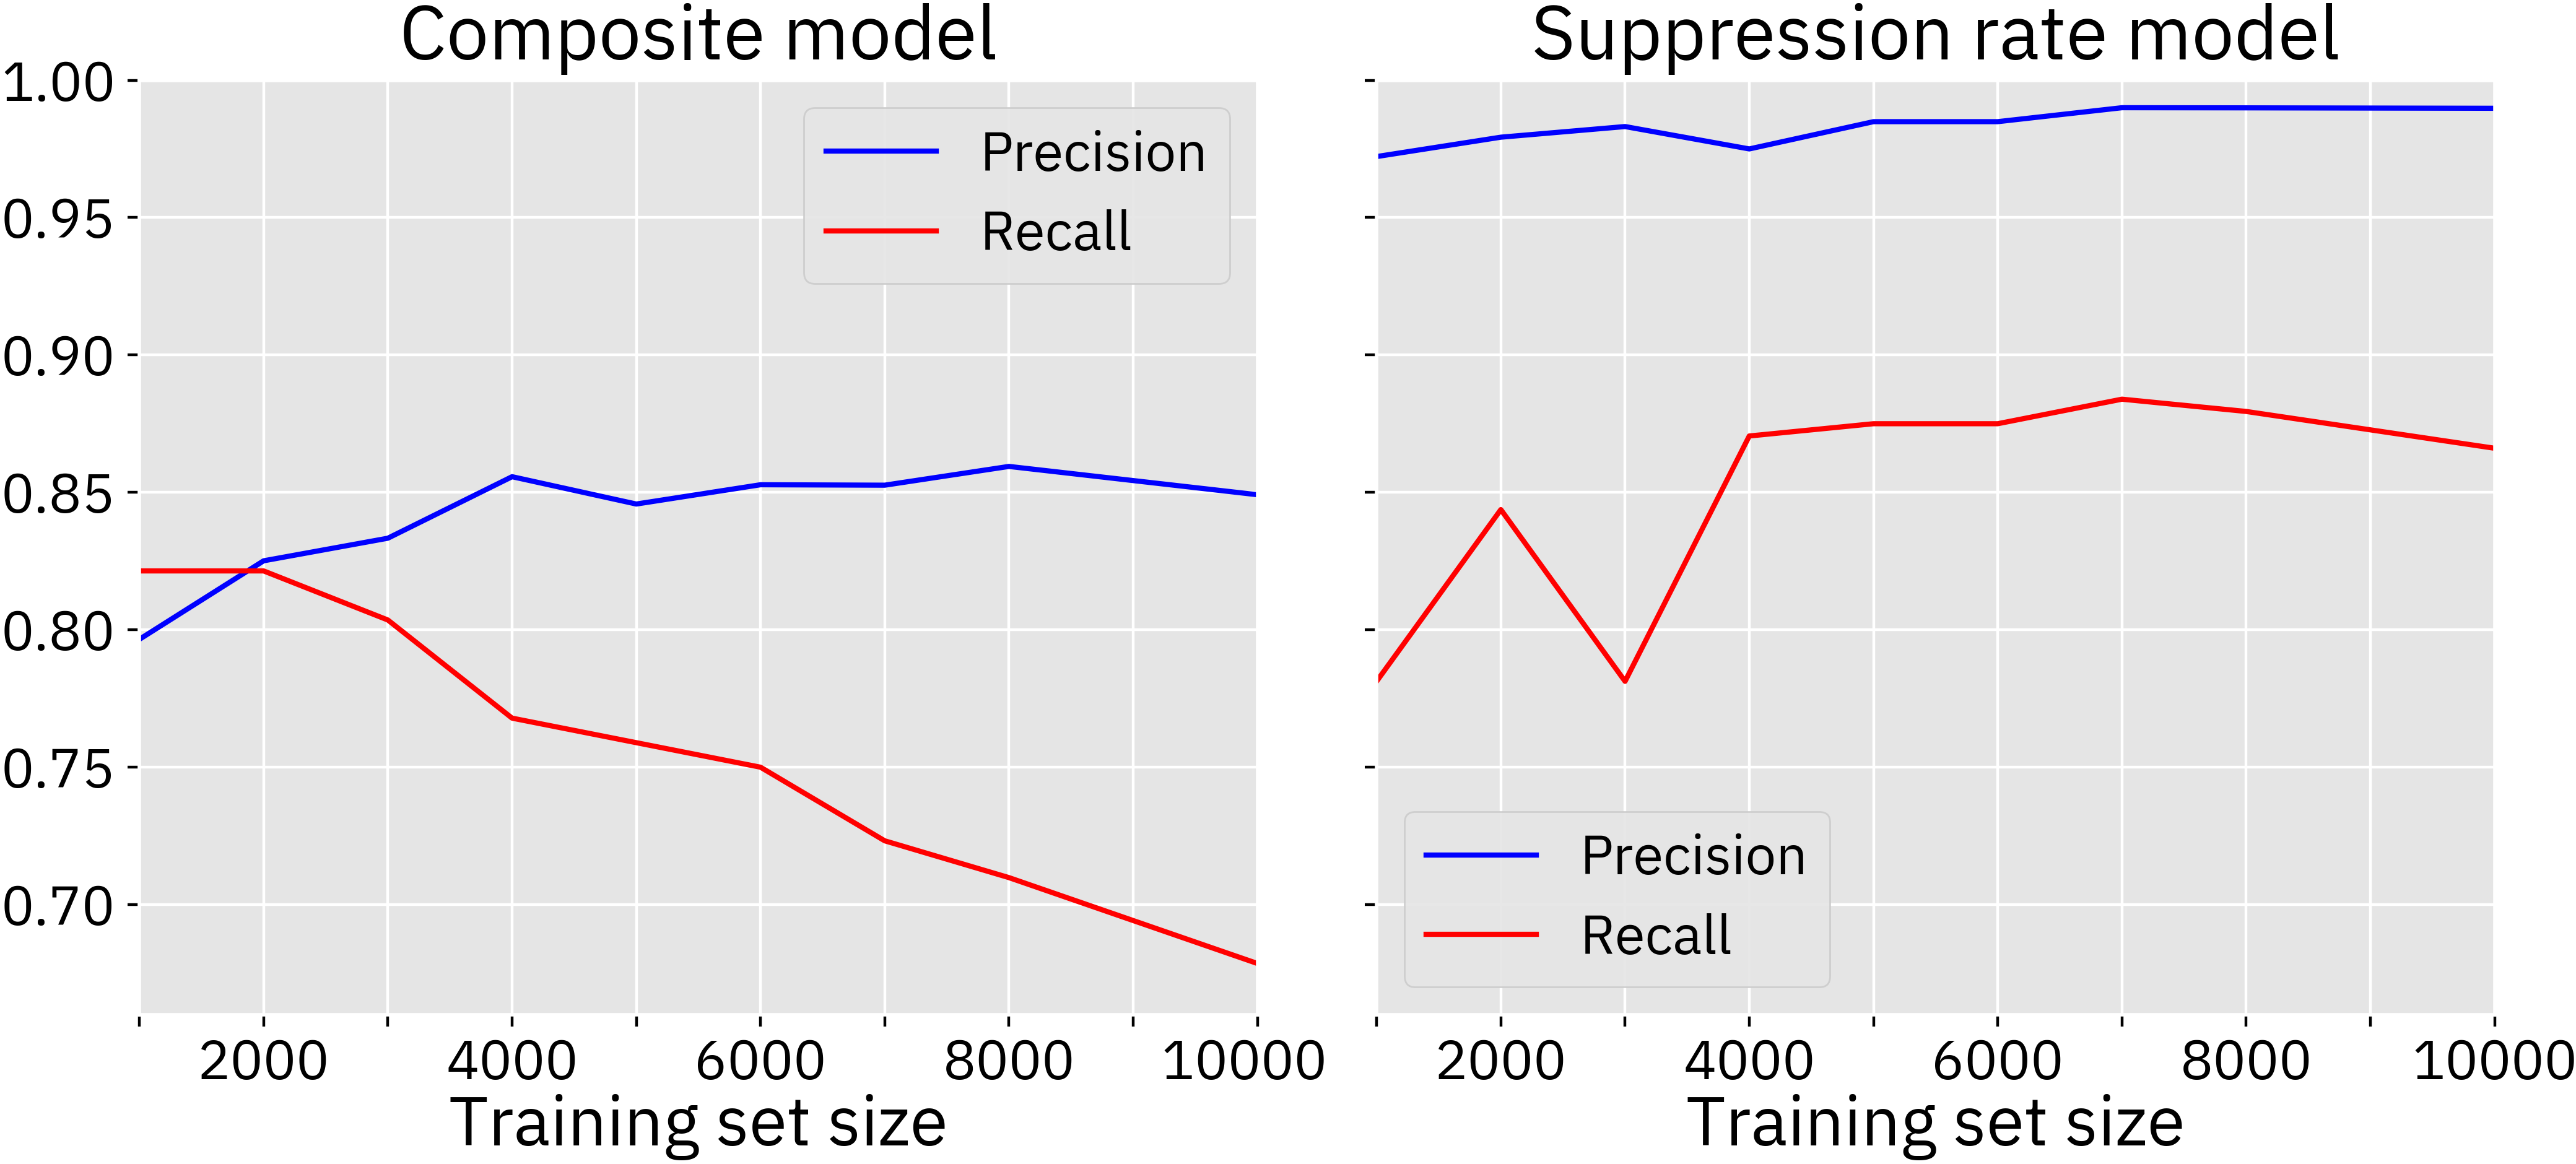 Composite model
1.00
0.95
0.90
0.85
0.80
0.75
0.70
Precision
Recall
2000 4000 6000 8000 10000
Training set size
Suppression rate model
Precision
Recall
2000 4000 6000 8000 10000
Training set size